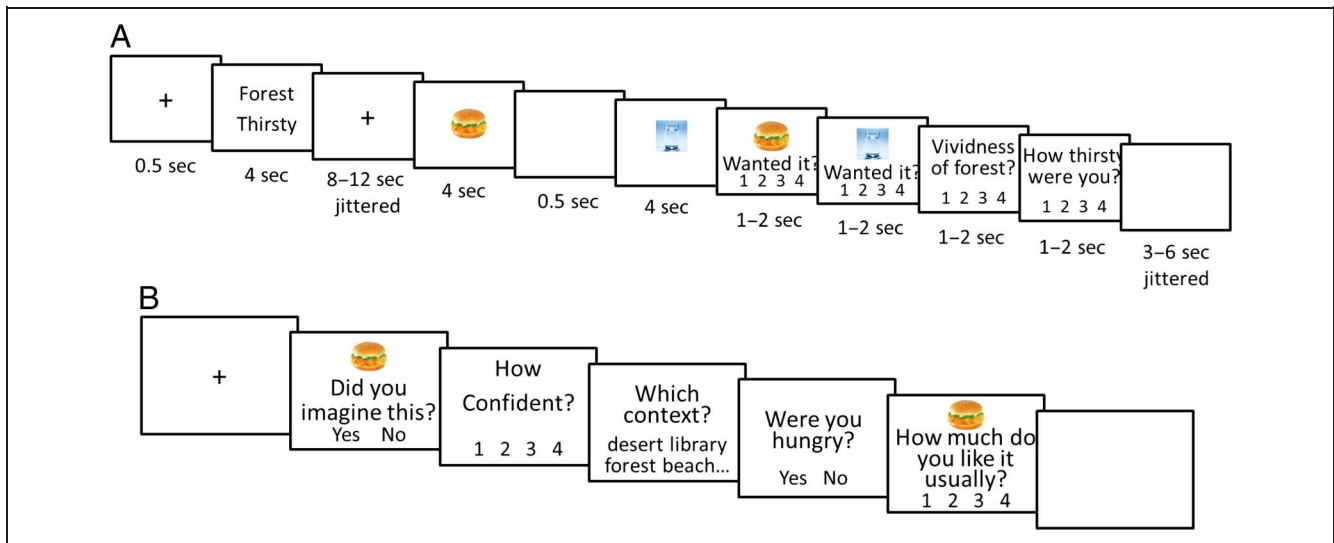 A
+
0.5 sec
Forest
Thirsty
4 sec
+
8–12 sec
jittered
4 sec
0.5 sec
4 sec
Wanted it?
1 2 3 4
1–2 sec
Wanted it?
1 2 3 4
1–2 sec
Vividness
of forest?
1 2 3 4
1–2 sec
How thirsty
were you?
1 2 3 4
1–2 sec
3–6 sec
jittered
B
+
Did you
imagine this?
Yes No
How
Confident?
1 2 3 4
Which
context?
desert library
forest beach...
Were you
hungry?
Yes No
How much do
you like it
usually?
1 2 3 4